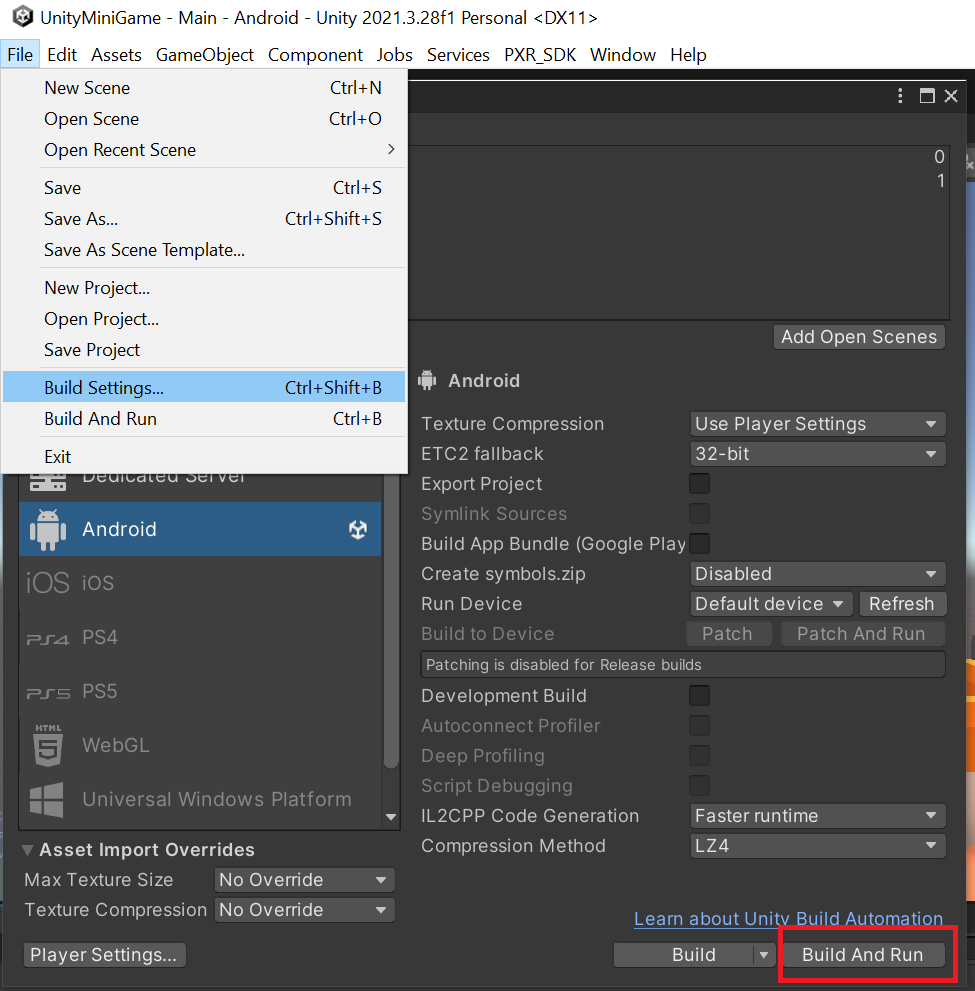 UnityMiniGame - Main - Android - Unity 2021.3.28f1 Personal <DX11>
File Edit Assets GameObject Component Jobs Services PXR_SDK Window Help
New Scene Ctrl+N
Open Scene Ctrl+O
Open Recent Scene
Save Ctrl+S
Save As... Ctrl+Shift+S
Save As Scene Template...
New Project...
Open Project...
Save Project
Build Settings... Ctrl+Shift+B
Build And Run Ctrl+B
Exit
0
1
Add Open Scenes
Dedicated Server
Android
iOS iOS
PS4 PS4
PS5 PS5
HTML
5
WebGL
Universal Windows Platform
Android
Texture Compression Use Player Settings
ETC2 fallback 32-bit
Export Project
Symlink Sources
Build App Bundle (Google Play
Create symbols.zip Disabled
Run Device Default device Refresh
Build to Device Patch Patch And Run
Patching is disabled for Release builds
Development Build
Autoconnect Profiler
Deep Profiling
Script Debugging
IL2CPP Code Generation Faster runtime
Compression Method LZ4
Asset Import Overrides
Max Texture Size No Override
Texture Compression No Override
Learn about Unity Build Automation
Player Settings... Build Build And Run